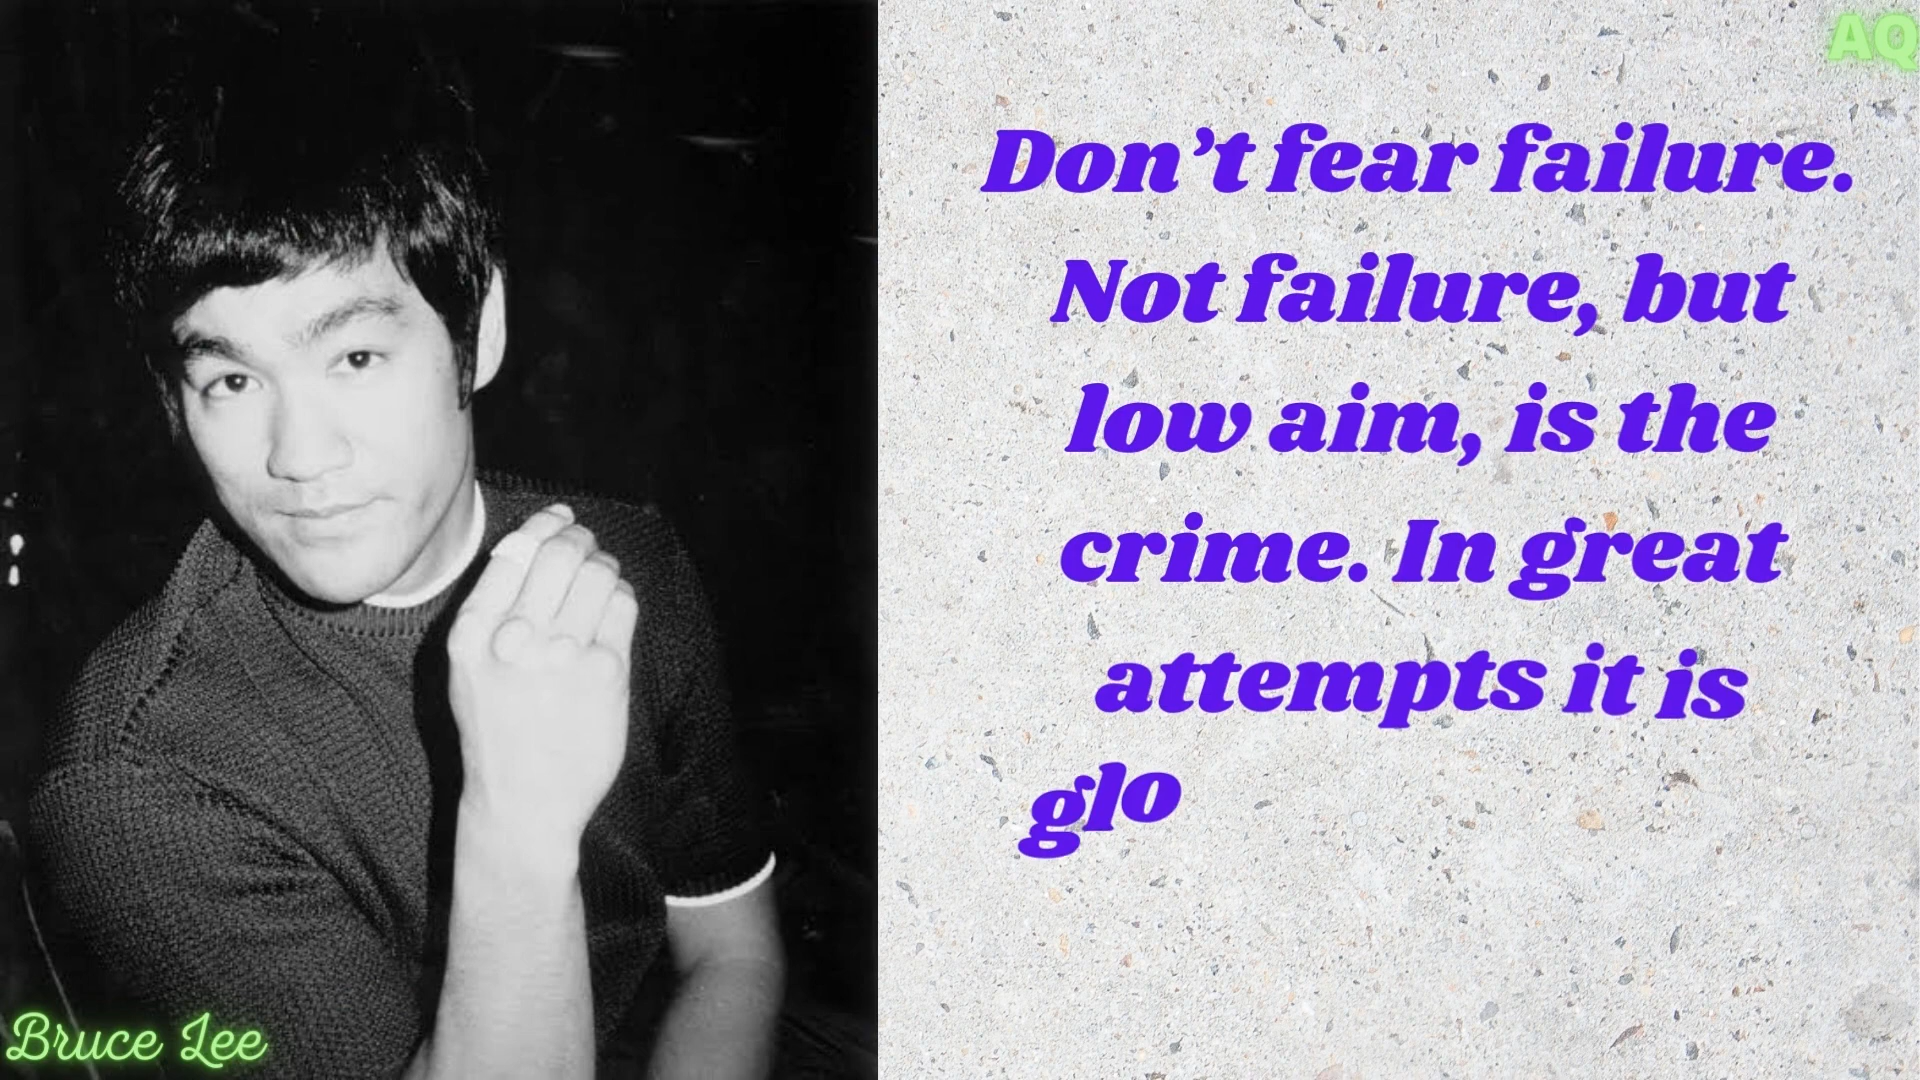 AQ
Don’t fear failure.
Not failure, but
low aim, is the
crime. In great
attempts it is
glo
Bruce Lee